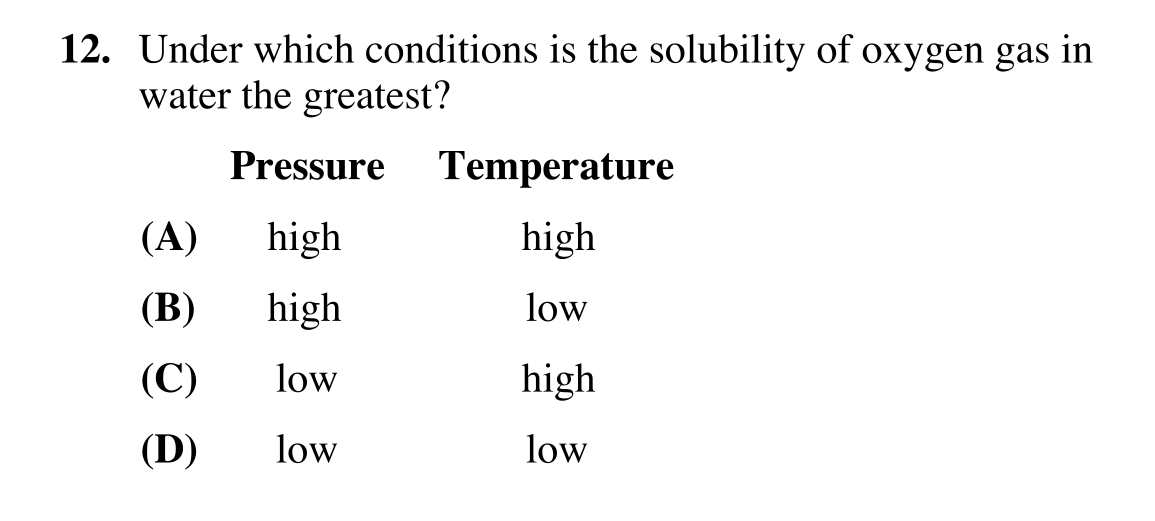 12. Under which conditions is the solubility of oxygen gas in
water the greatest?
Pressure Temperature
(A) high high
(B) high low
(C) low high
(D) low low